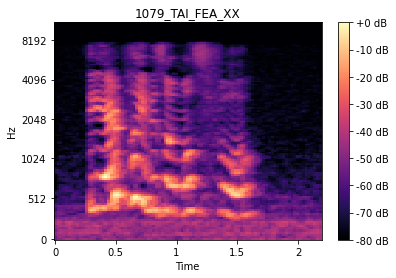 1079_TAI_FEA_XX
+0 dB
8192
-10 dB
4096
-20 dB
-30 dB
2048
-40 dB
Hz
1024
-50 dB
512
-60 dB
-70 dB
0
-80 dB
0
0.5
1
1.5
2
Time